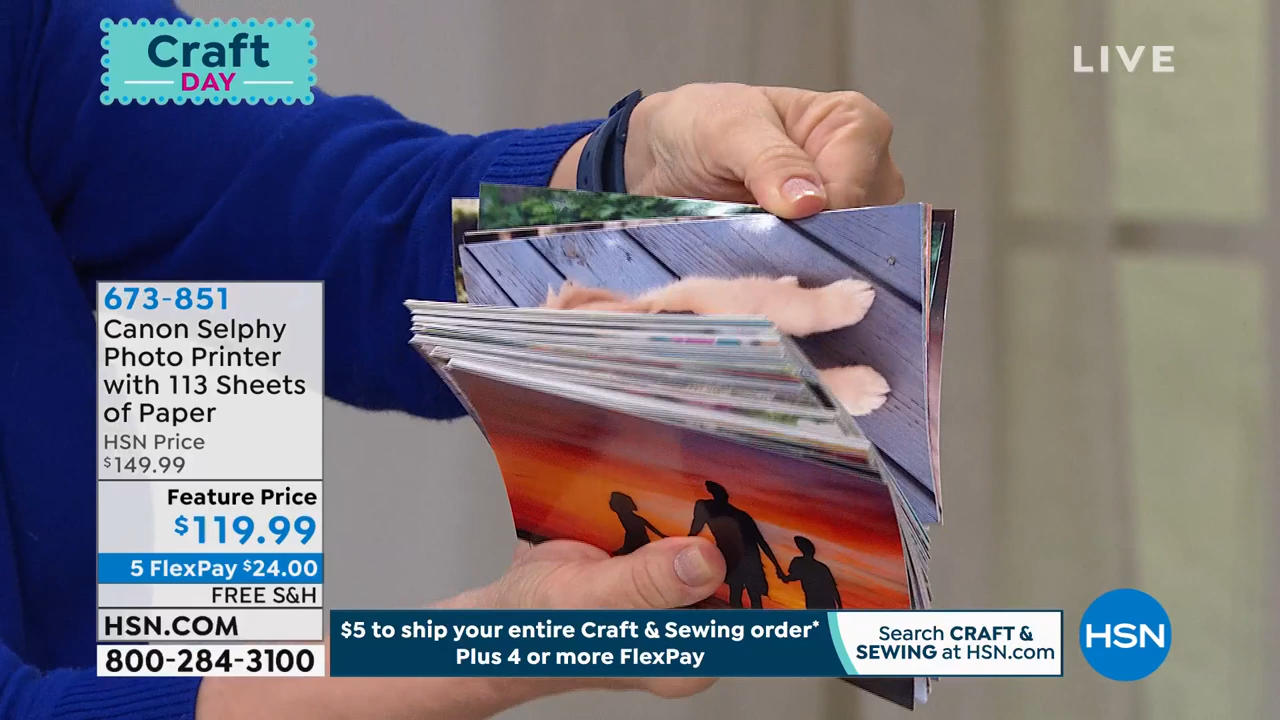 Craft
DAY
LIVE
673-851
Canon Selphy
Photo Printer
with 113 Sheets
of Paper
HSN Price
$149.99
Feature Price
$119.99
5 FlexPay $24.00
FREE S&H
HSN.COM
800-284-3100
$5 to ship your entire Craft & Sewing order*
Plus 4 or more FlexPay
Search CRAFT &
SEWING at HSN.com
HSN